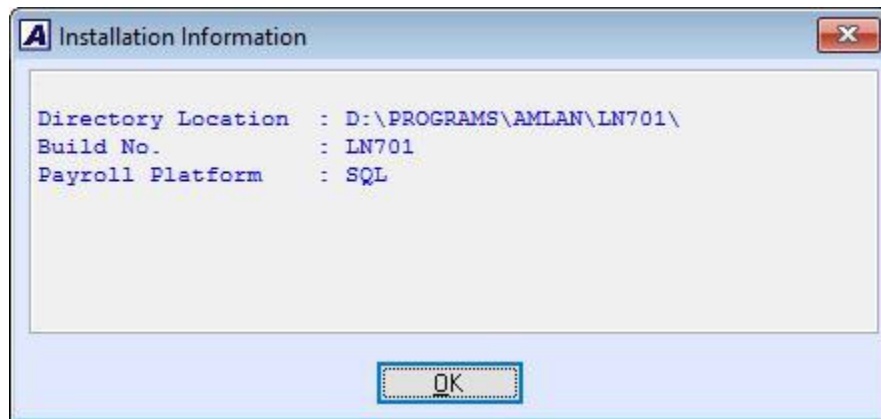 A Installation Information
Directory Location : D:\PROGRAMS\AMLAN\LN701\
Build No. : LN701
Payroll Platform : SQL
OK